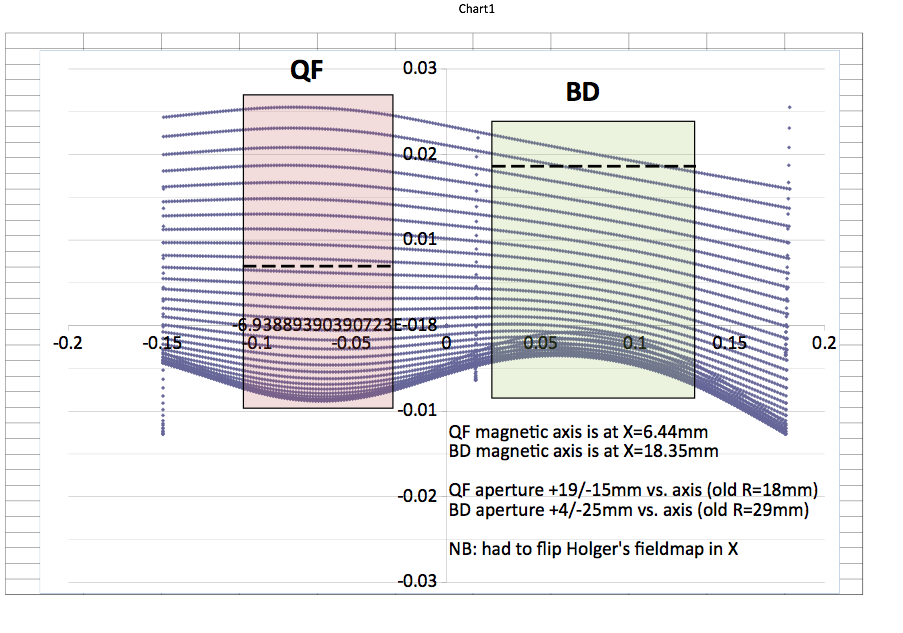 Chart1
QF
BD
0.03
0.02
0.01
-6.93889390390723E-018
-0.2
-0.15
-0.1
-0.05
0
0.05
0.1
0.15
0.2
-0.01
-0.02
-0.03
QF magnetic axis is at X=6.44mm
BD magnetic axis is at X=18.35mm
QF aperture +19/-15mm vs. axis (old R=18mm)
BD aperture +4/-25mm vs. axis (old R=29mm)
NB: had to flip Holger's fieldmap in X